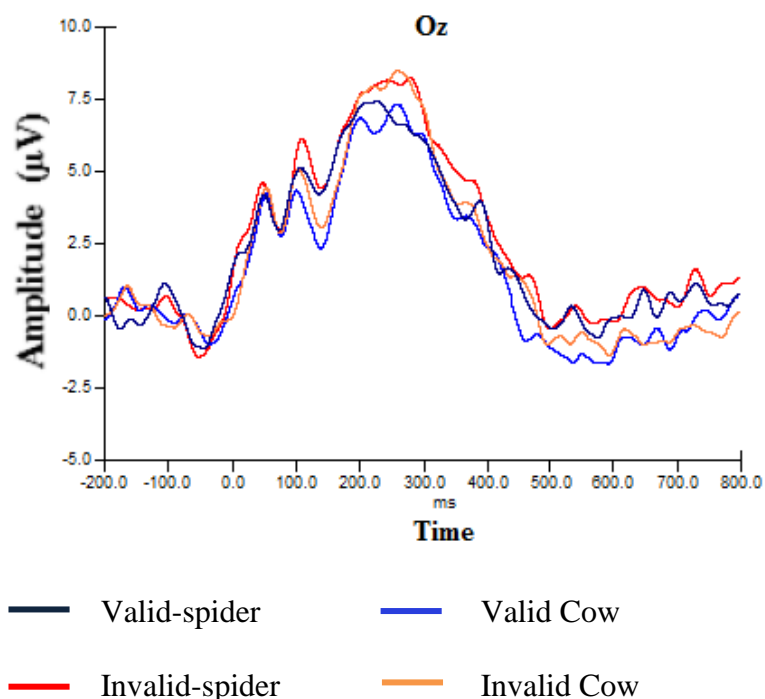 Oz
10.0
7.5
5.0
2.5
0.0
-2.5
-5.0
Amplitude (μV)
-200.0 -100.0 0.0 100.0 200.0 300.0 400.0 500.0 600.0 700.0 800.0
ms
Time
Valid-spider Valid Cow
Invalid-spider Invalid Cow